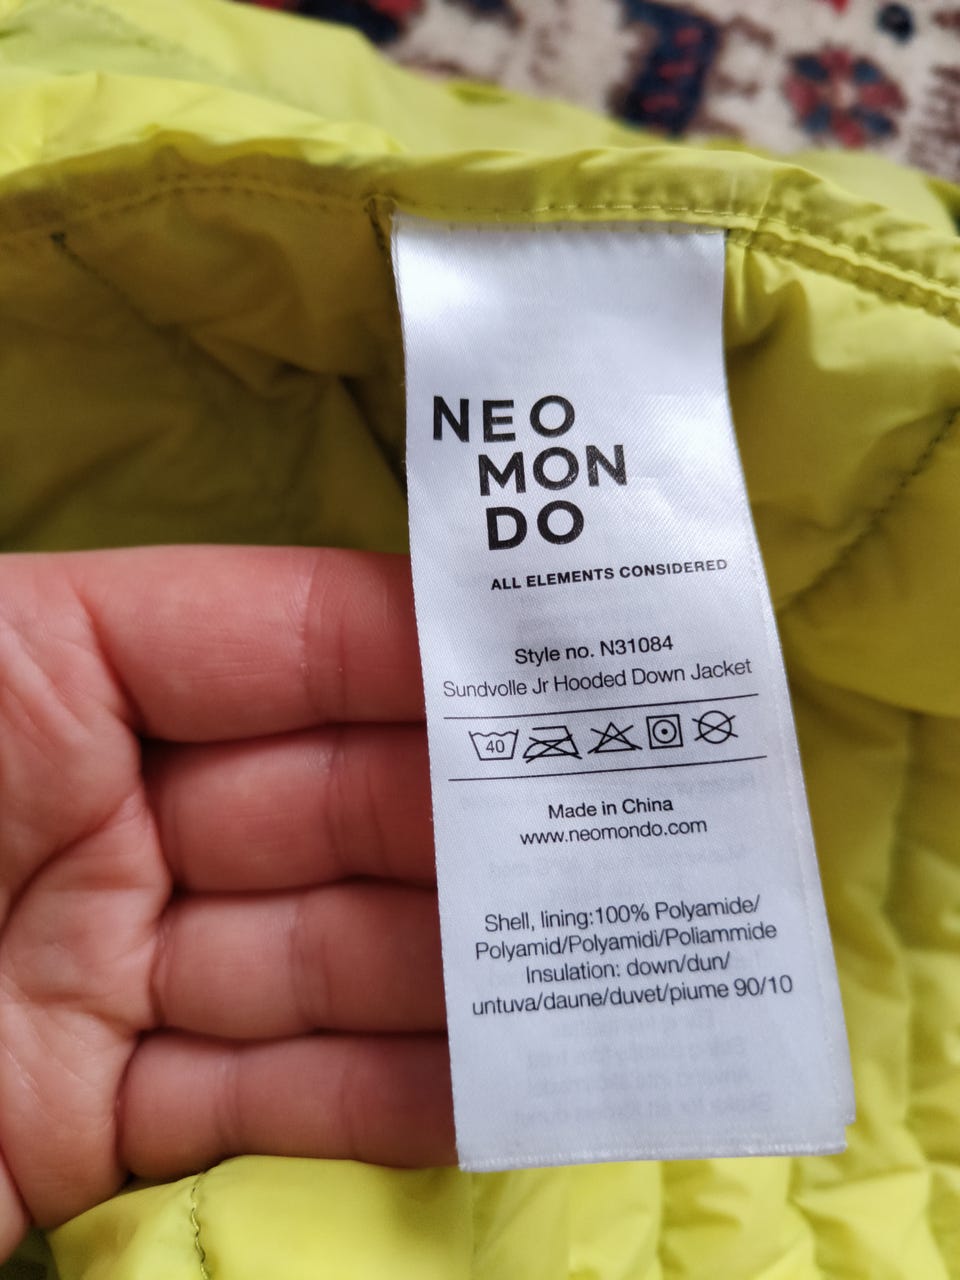 NEO
MON
DO
ALL ELEMENTS CONSIDERED
Style no. N31084
Sundvolle Jr Hooded Down Jacket
40
Made in China
www.neomondo.com
Shell, lining:100% Polyamide/
Polyamid/Polyamidi/Poliammide
Insulation: down/dun/
untuva/daune/duvet/piume 90/10